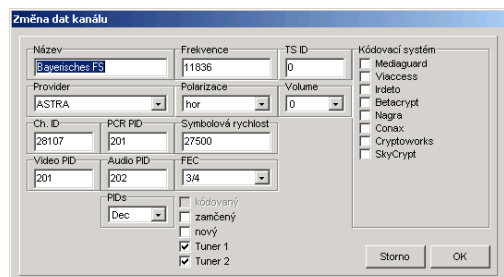 Změna dat kanálu
Název
Bayerisches FS
Frekvence
11836
TS ID
0
Provider
ASTRA
Polarizace
hor
Volume
0
Ch. ID
28107
PCR PID
201
Symbolová rychlost
27500
Video PID
201
Audio PID
202
FEC
3/4
PIDs
Dec
kódovaný
zamčený
nový
Tuner 1
Tuner 2
Kódovací systém
Mediaguard
Viaccess
Irdeto
Betacrypt
Nagra
Conax
Cryptoworks
SkyCrypt
Storno
OK